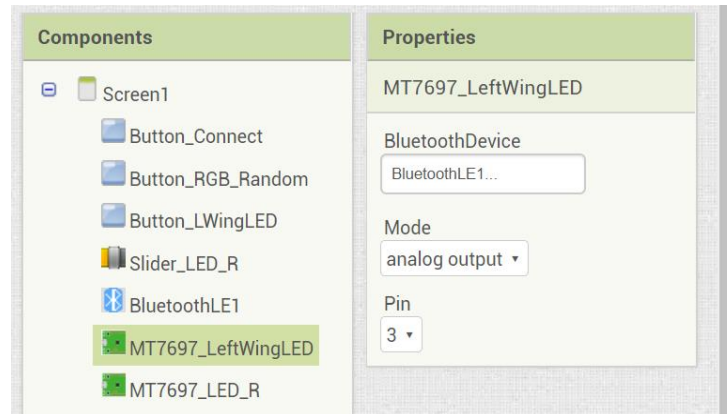 Components
Screen1
Button_Connect
Button_RGB_Random
Button_LWingLED
Slider_LED_R
BluetoothLE1
MT7697_LeftWingLED
MT7697_LED_R
Properties
MT7697_LeftWingLED
BluetoothDevice
BluetoothLE1...
Mode
analog output
Pin
3